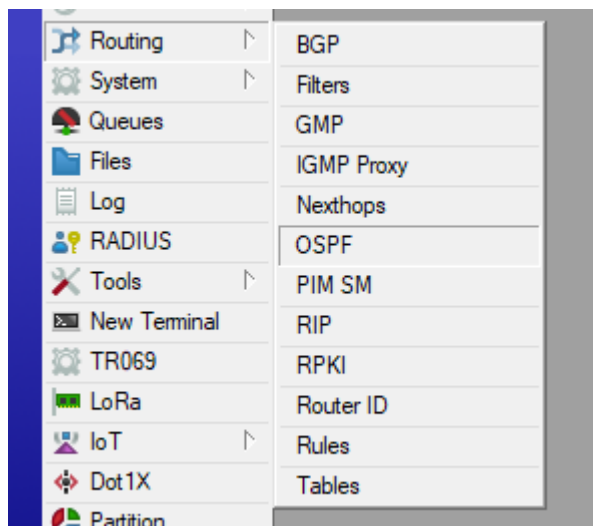 Routing
System
Queues
Files
Log
RADIUS
Tools
New Terminal
TR069
LoRa
IoT
Dot1X
Partition
BGP
Filters
GMP
IGMP Proxy
Nexthops
OSPF
PIM SM
RIP
RPKI
Router ID
Rules
Tables